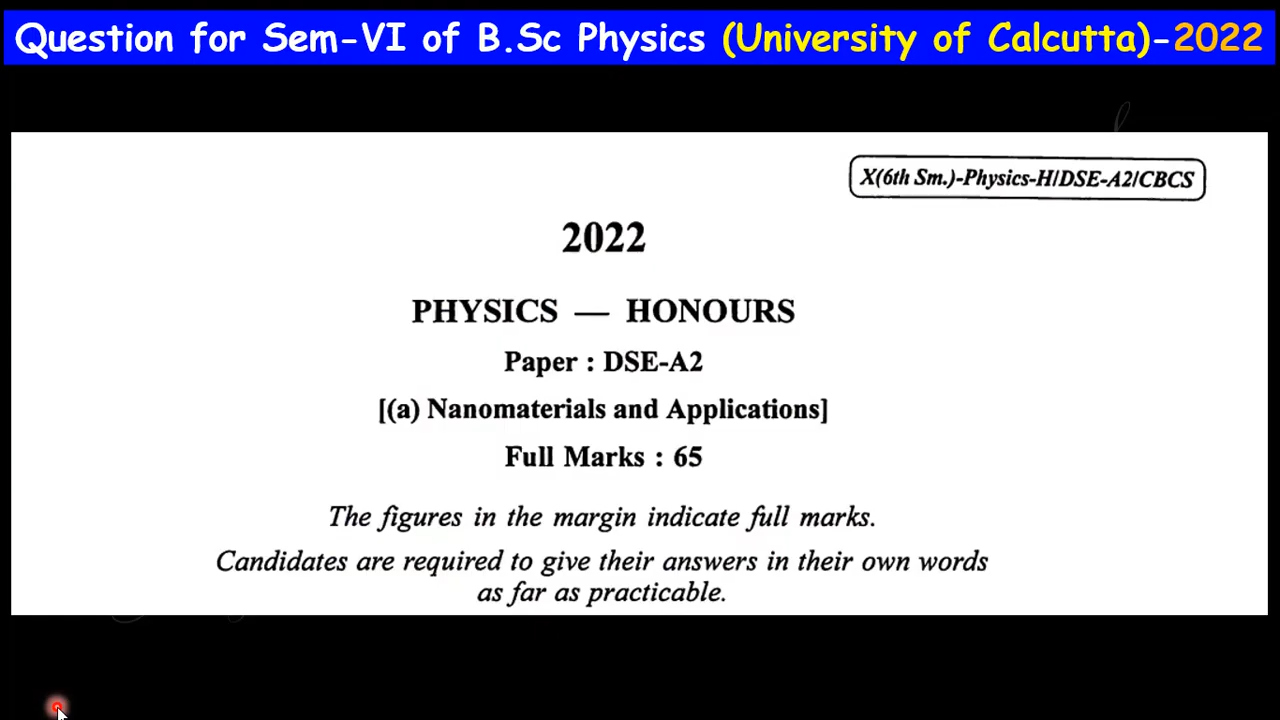 Question for Sem-VI of B.Sc Physics (University of Calcutta)-2022
X(6th Sm.)-Physics-H/DSE-A2/CBCS
2022
PHYSICS — HONOURS
Paper : DSE-A2
[(a) Nanomaterials and Applications]
Full Marks : 65
The figures in the margin indicate full marks.
Candidates are required to give their answers in their own words
as far as practicable.